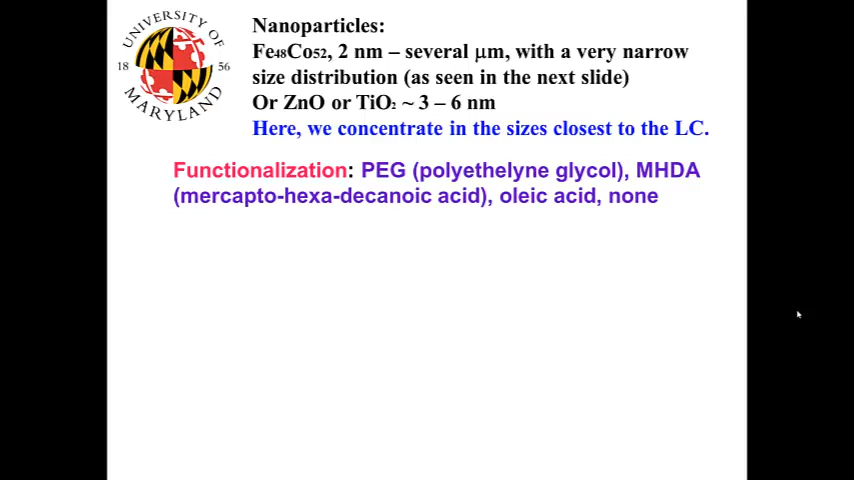 UNIVERSITY OF
18 56
MARYLAND
Nanoparticles:
Fe48Co52, 2 nm – several μm, with a very narrow
size distribution (as seen in the next slide)
Or ZnO or TiO2 ~ 3 – 6 nm
Here, we concentrate in the sizes closest to the LC.
Functionalization: PEG (polyethelyne glycol), MHDA
(mercapto-hexa-decanoic acid), oleic acid, none